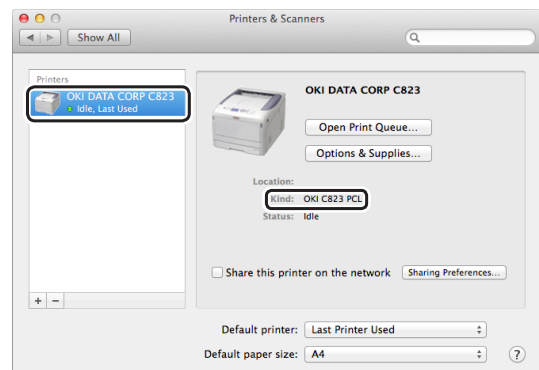 Printers & Scanners
Show All
Printers
OKI DATA CORP C823
Idle, Last Used
OKI DATA CORP C823
Open Print Queue...
Options & Supplies...
Location:
Kind: OKI C823 PCL
Status: Idle
Share this printer on the network Sharing Preferences...
+ −
Default printer: Last Printer Used
Default paper size: A4 ?